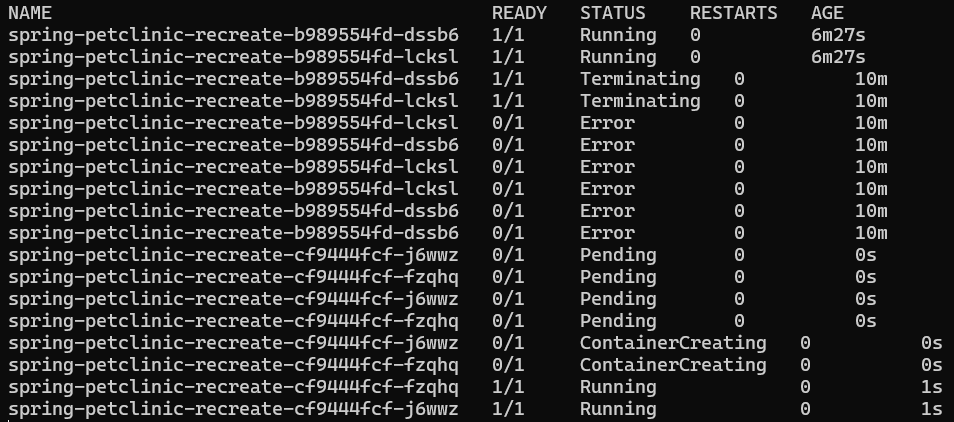 NAME                                        READY   STATUS    RESTARTS   AGE
spring-petclinic-recreate-b989554fd-dssb6   1/1     Running   0          6m27s
spring-petclinic-recreate-b989554fd-lcksl   1/1     Running   0          6m27s
spring-petclinic-recreate-b989554fd-dssb6   1/1     Terminating   0          10m
spring-petclinic-recreate-b989554fd-lcksl   1/1     Terminating   0          10m
spring-petclinic-recreate-b989554fd-lcksl   0/1     Error         0          10m
spring-petclinic-recreate-b989554fd-dssb6   0/1     Error         0          10m
spring-petclinic-recreate-b989554fd-lcksl   0/1     Error         0          10m
spring-petclinic-recreate-b989554fd-lcksl   0/1     Error         0          10m
spring-petclinic-recreate-b989554fd-dssb6   0/1     Error         0          10m
spring-petclinic-recreate-b989554fd-dssb6   0/1     Error         0          10m
spring-petclinic-recreate-cf9444fcf-j6wwz   0/1     Pending       0          0s
spring-petclinic-recreate-cf9444fcf-fzqhq   0/1     Pending       0          0s
spring-petclinic-recreate-cf9444fcf-j6wwz   0/1     Pending       0          0s
spring-petclinic-recreate-cf9444fcf-fzqhq   0/1     Pending       0          0s
spring-petclinic-recreate-cf9444fcf-j6wwz   0/1     ContainerCreating   0          0s
spring-petclinic-recreate-cf9444fcf-fzqhq   0/1     ContainerCreating   0          0s
spring-petclinic-recreate-cf9444fcf-fzqhq   1/1     Running             0          1s
spring-petclinic-recreate-cf9444fcf-j6wwz   1/1     Running             0          1s